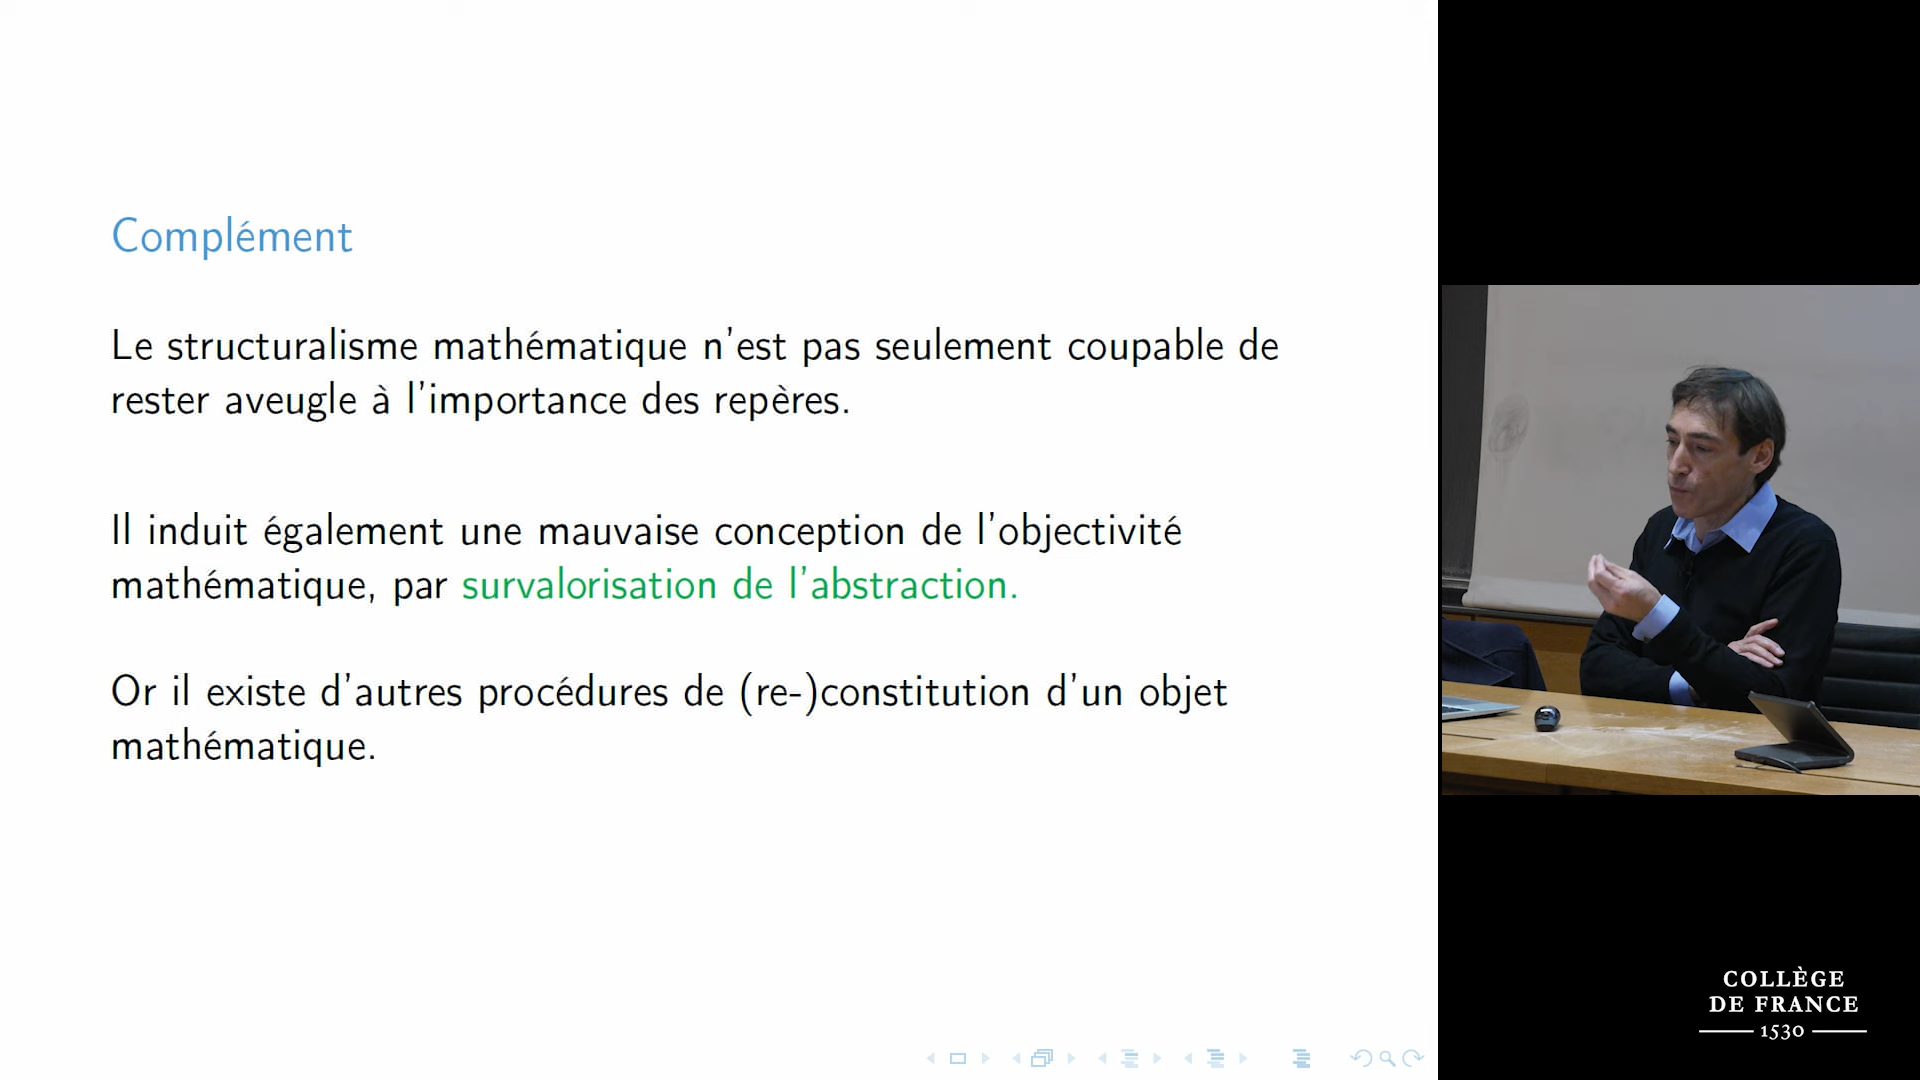 Complément
Le structuralisme mathématique n'est pas seulement coupable de
rester aveugle à l'importance des repères.
Il induit également une mauvaise conception de l'objectivité
mathématique, par survalorisation de l'abstraction.
Or il existe d'autres procédures de (re-)constitution d'un objet
mathématique.
COLLÈGE
DE FRANCE
1530